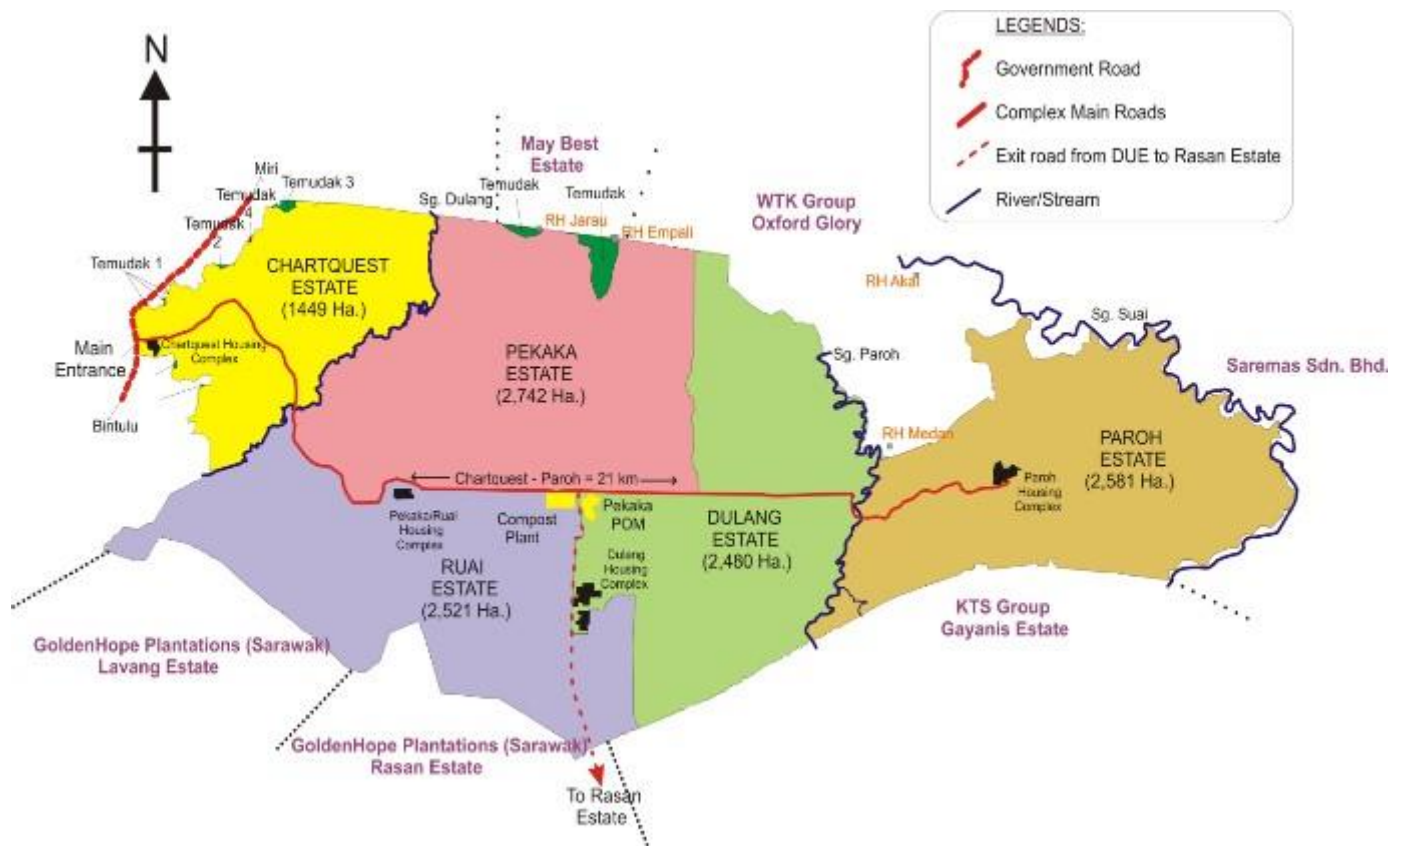 LEGENDS:
Government Road
Complex Main Roads
Exit road from DUE to Rasan Estate
River/Stream
N
May Best
Estate
Miri
Temudak 3
Temudak
4
Temudak
2
Temudak 1
Sg. Dulang
Temudak
Temudak
RH Jarau
RH Empali
WTK Group
Oxford Glory
CHARTQUEST
ESTATE
(1449 Ha.)
RH Akai
Sg. Suai
Main
Entrance
Chartquest Housing
Complex
PEKAKA
ESTATE
(2,742 Ha.)
Sg. Paroh
Saremas Sdn. Bhd.
Bintulu
RH Medan
PAROH
ESTATE
(2,581 Ha.)
Chartquest - Paroh = 21 km
Paroh
Housing
Complex
Pekaka/Ruai
Housing
Complex
Compost
Plant
Pekaka
POM
DULANG
ESTATE
(2,480 Ha.)
Dulang
Housing
Complex
RUAI
ESTATE
(2,521 Ha.)
KTS Group
Gayanis Estate
GoldenHope Plantations (Sarawak)
Lavang Estate
GoldenHope Plantations (Sarawak)
Rasan Estate
To Rasan
Estate